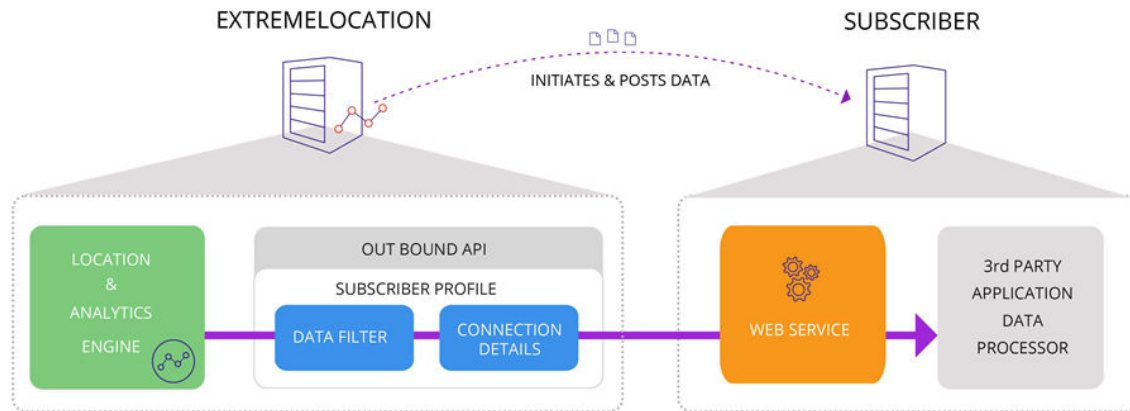 EXTREMELOCATION
SUBSCRIBER
INITIATES & POSTS DATA
LOCATION
&
ANALYTICS
ENGINE
OUT BOUND API
SUBSCRIBER PROFILE
DATA FILTER
CONNECTION
DETAILS
WEB SERVICE
3rd PARTY
APPLICATION
DATA
PROCESSOR